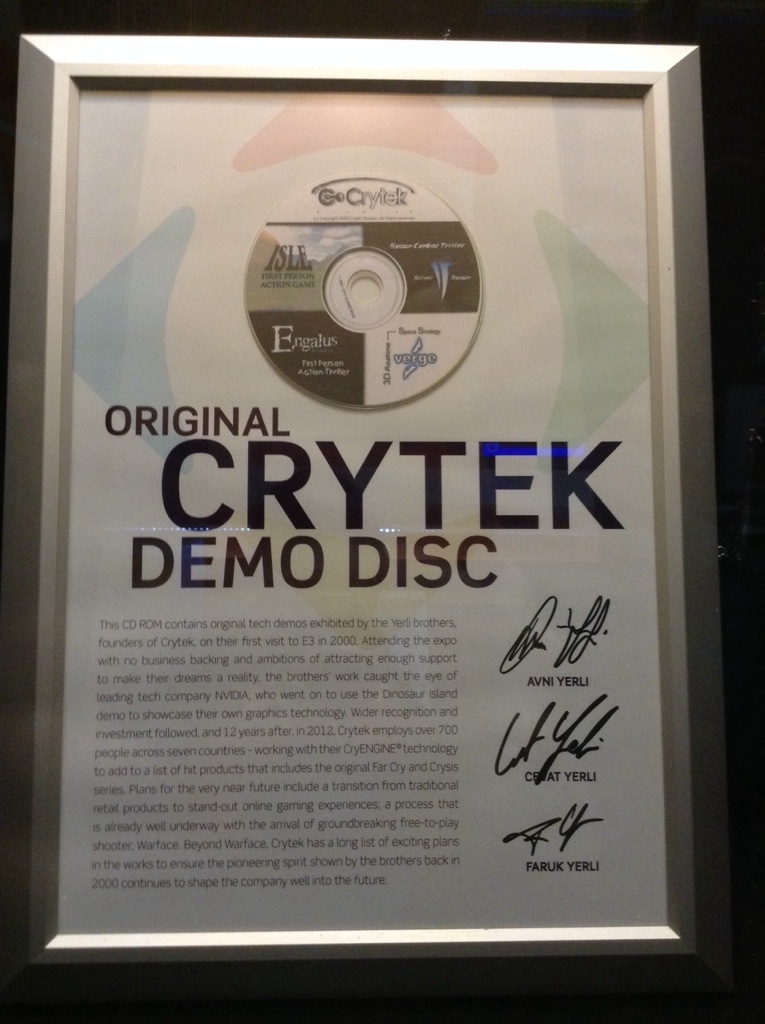 Crytek
ISLE
FIRST PERSON
ACTION GAME
Space Combat Thriller
Silent Space
Engalus
First Person
Action-Thriller
Space Strategy
3D-Realtime
verge
ORIGINAL
CRYTEK
DEMO DISC
This CD ROM contains original tech demos exhibited by the Yerli brothers,
founders of Crytek, on their first visit to E3 in 2000. Attending the expo
with no business backing and ambitions of attracting enough support
to make their dreams a reality, the brothers' work caught the eye of
leading tech company NVIDIA, who went on to use the Dinosaur Island
demo to showcase their own graphics technology. Wider recognition and
investment followed, and 12 years after, in 2012, Crytek employs over 700
people across seven countries - working with their CryENGINE® technology
to add to a list of hit products that includes the original Far Cry and Crysis
series. Plans for the very near future include a transition from traditional
retail products to stand-out online gaming experiences; a process that
is already well underway with the arrival of groundbreaking free-to-play
shooter, Warface. Beyond Warface, Crytek has a long list of exciting plans
in the works to ensure the pioneering spirit shown by the brothers back in
2000 continues to shape the company well into the future.
AVNI YERLI
CEVAT YERLI
FARUK YERLI